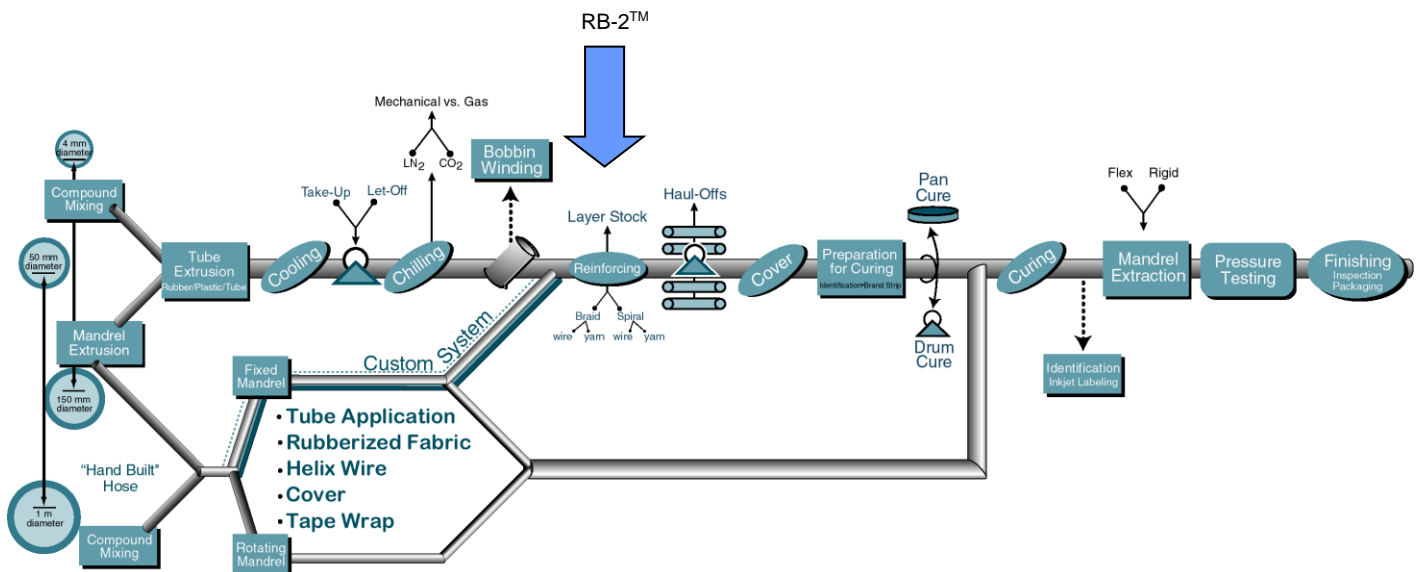 RB-2™
Mechanical vs. Gas
LN2
CO2
4 mm
diameter
Compound
Mixing
50 mm
diameter
Tube
Extrusion
Rubber/Plastic/Tube
Mandrel
Extrusion
150 mm
diameter
1 m
diameter
"Hand Built"
Hose
Compound
Mixing
Cooling
Take-Up
Let-Off
Chilling
Bobbin
Winding
Layer Stock
Reinforcing
Braid
Spiral
wire
yarn
wire
yarn
Haul-Offs
Cover
Preparation
for Curing
Identification•Brand Strip
Pan
Cure
Drum
Cure
Curing
Flex
Rigid
Mandrel
Extraction
Identification
Inkjet Labeling
Pressure
Testing
Finishing
Inspection
Packaging
Custom System
Fixed
Mandrel
• Tube Application
• Rubberized Fabric
• Helix Wire
• Cover
• Tape Wrap
Rotating
Mandrel